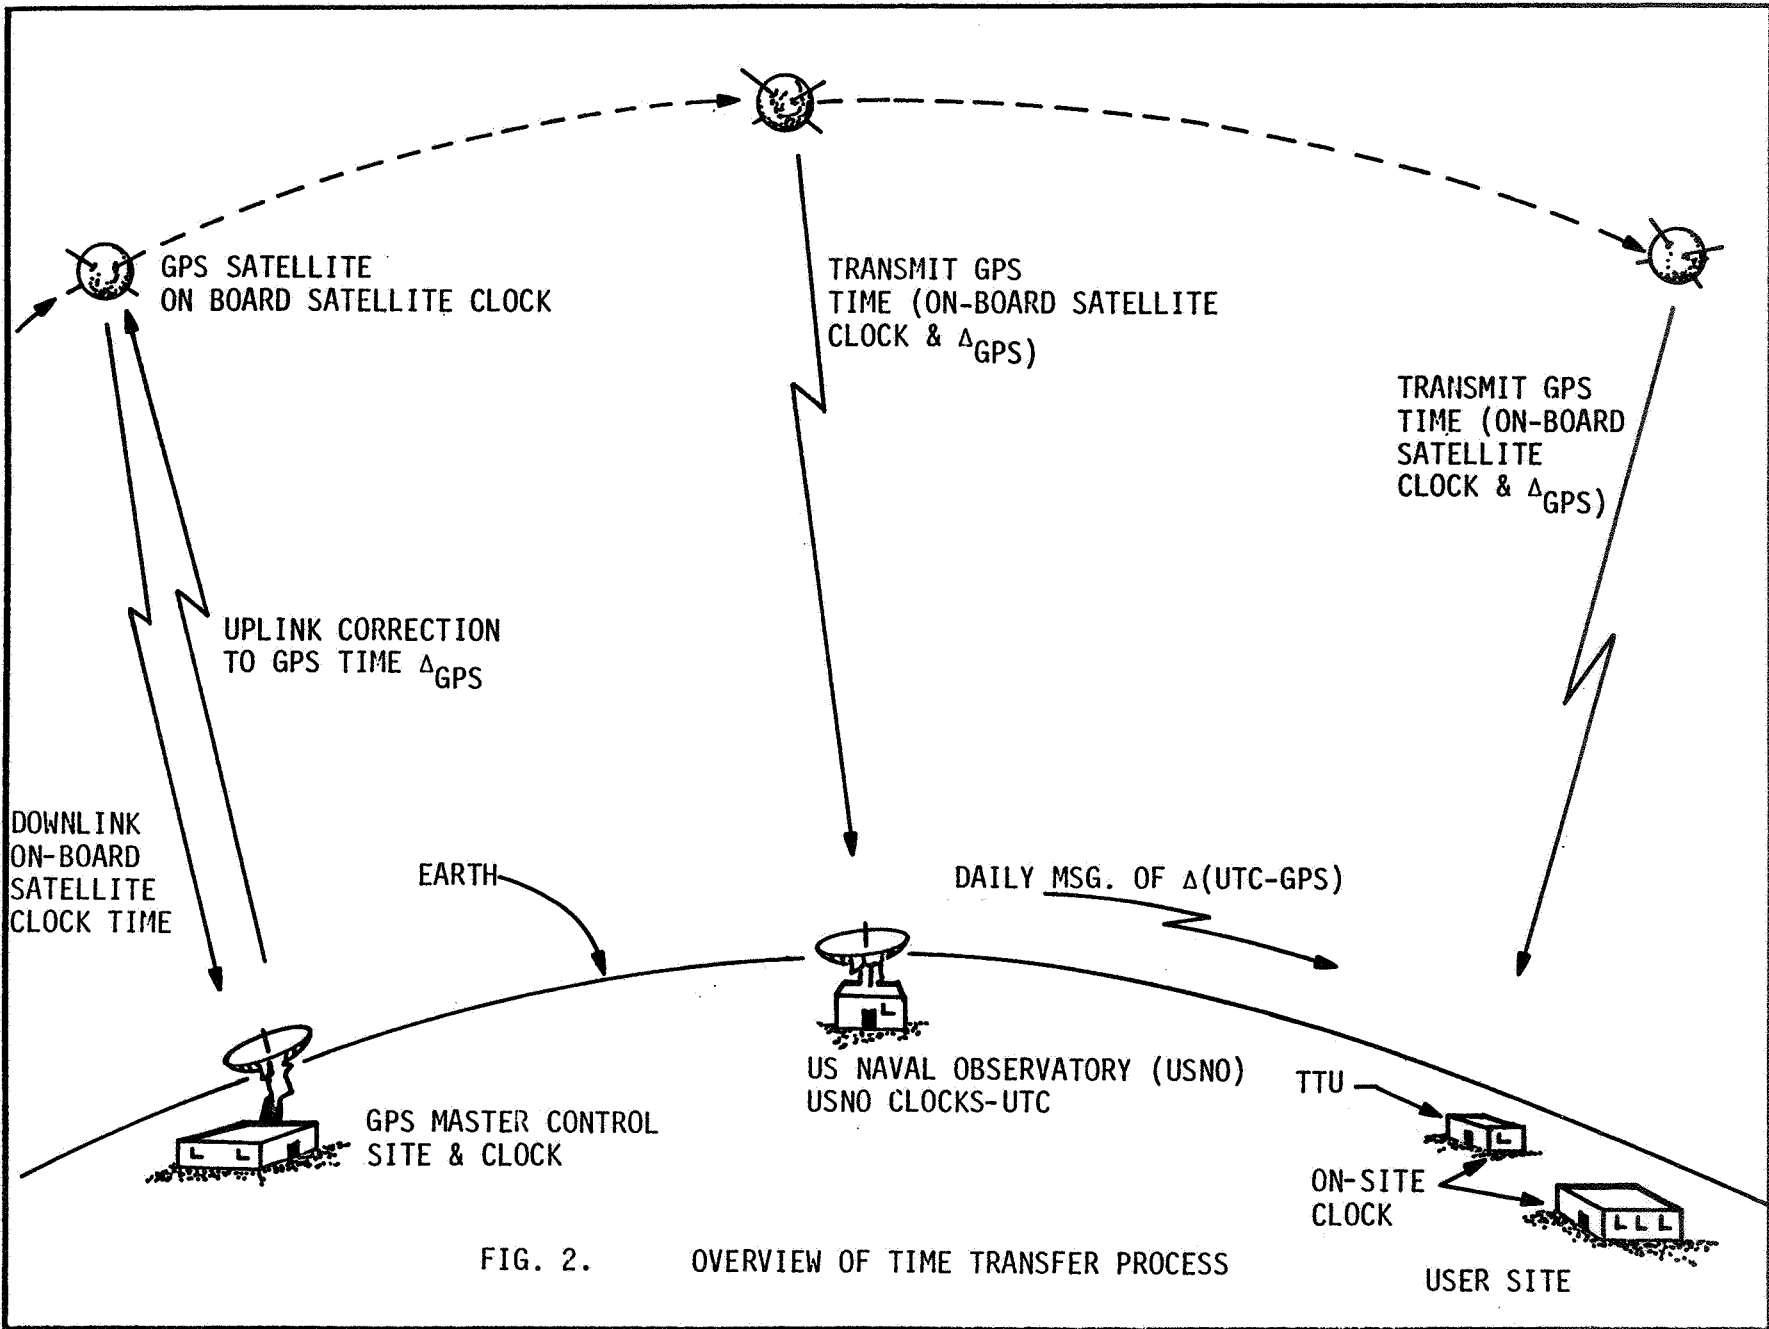 GPS SATELLITE
ON BOARD SATELLITE CLOCK
TRANSMIT GPS
TIME (ON-BOARD SATELLITE
CLOCK & ΔGPS)
TRANSMIT GPS
TIME (ON-BOARD
SATELLITE
CLOCK & ΔGPS)
UPLINK CORRECTION
TO GPS TIME ΔGPS
DOWNLINK
ON-BOARD
SATELLITE
CLOCK TIME
EARTH
DAILY MSG. OF Δ(UTC-GPS)
US NAVAL OBSERVATORY (USNO)
USNO CLOCKS-UTC
TTU
GPS MASTER CONTROL
SITE & CLOCK
ON-SITE
CLOCK
USER SITE
FIG. 2. OVERVIEW OF TIME TRANSFER PROCESS